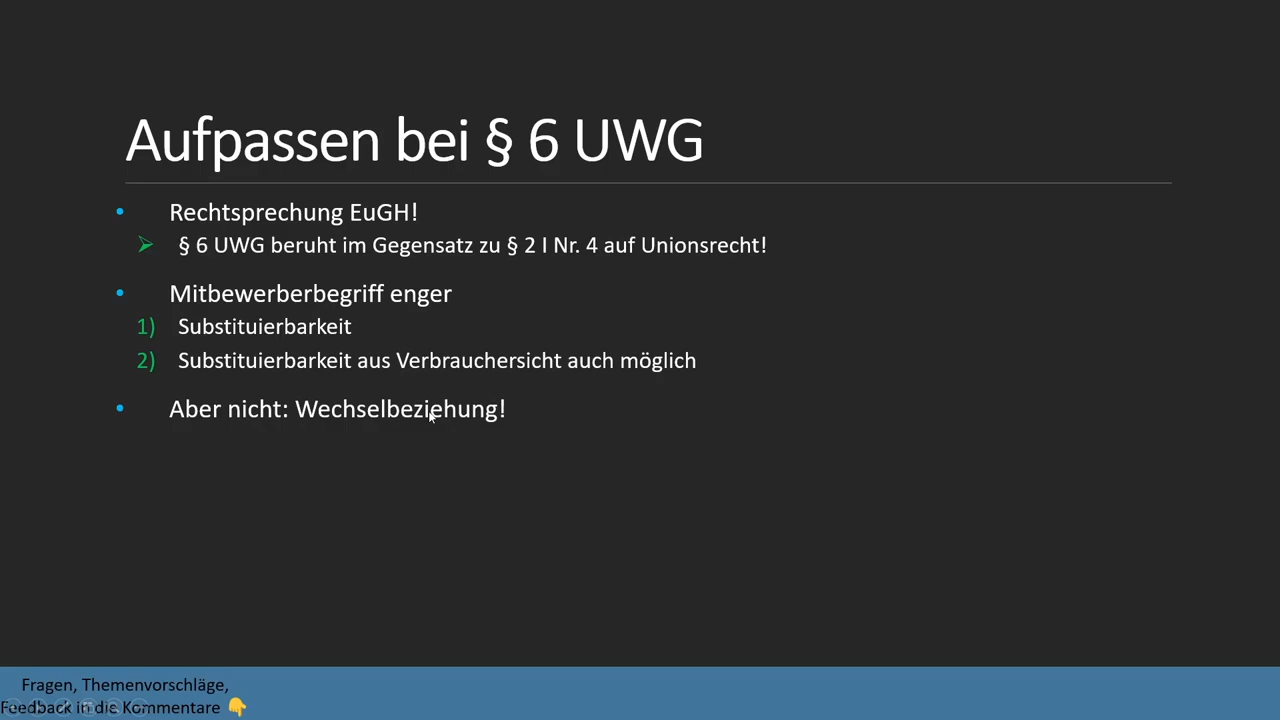 Aufpassen bei § 6 UWG
• Rechtsprechung EuGH!
➢ § 6 UWG beruht im Gegensatz zu § 2 I Nr. 4 auf Unionsrecht!
• Mitbewerberbegriff enger
1) Substituierbarkeit
2) Substituierbarkeit aus Verbrauchersicht auch möglich
• Aber nicht: Wechselbeziehung!
Fragen, Themenvorschläge,
Feedback in die Kommentare 👇